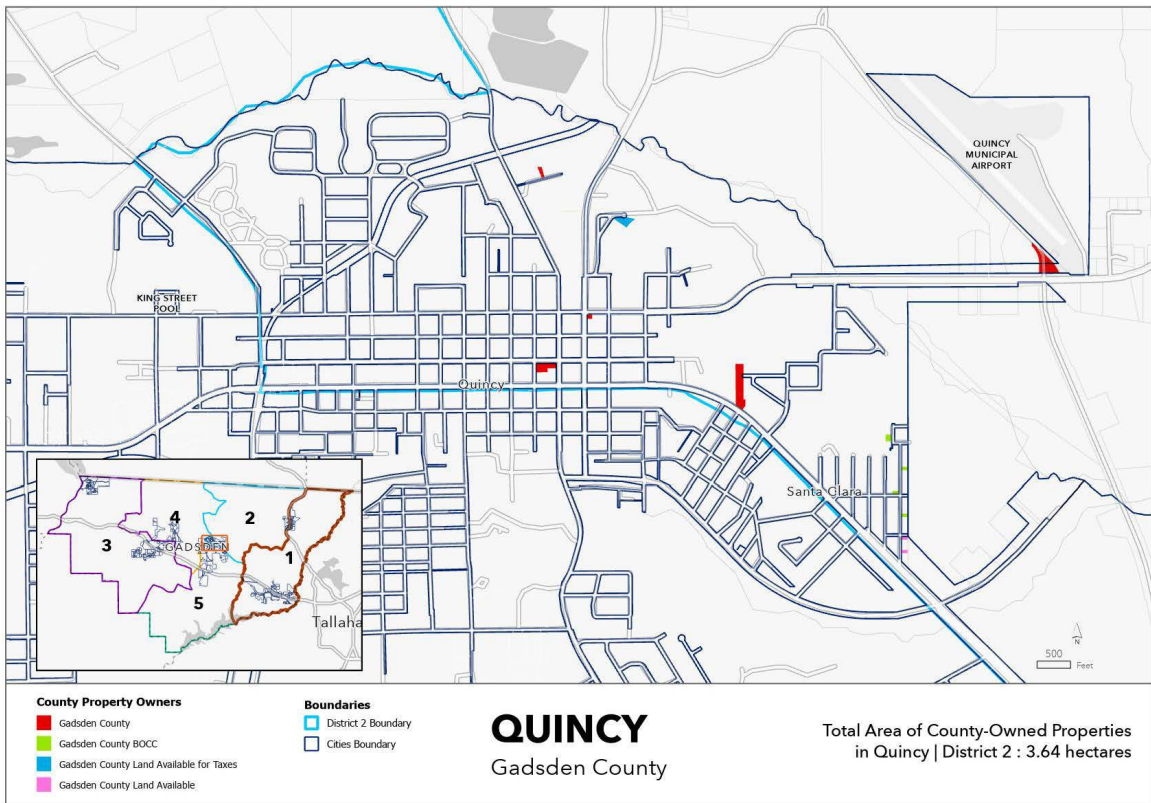 QUINCY
MUNICIPAL
AIRPORT
KING STREET
POOL
Quincy
Santa Clara
3
4
GADSDEN
2
1
5
Tallaha
N
500
Feet
County Property Owners
Gadsden County
Gadsden County BOCC
Gadsden County Land Available for Taxes
Gadsden County Land Available
Boundaries
District 2 Boundary
Cities Boundary
QUINCY
Gadsden County
Total Area of County-Owned Properties
in Quincy | District 2 : 3.64 hectares